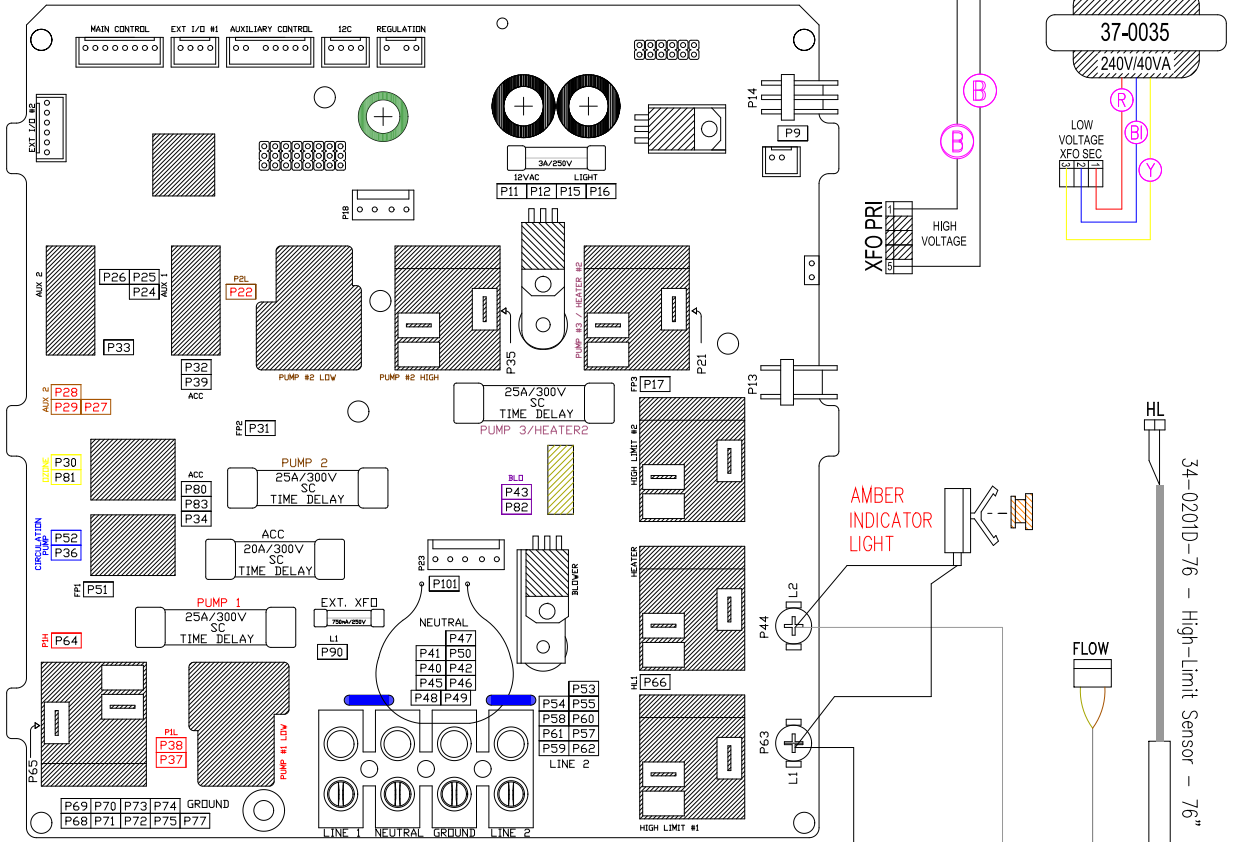 MAIN CONTROL
EXT I/O #1
AUXILIARY CONTROL
12C
REGULATION
EXT I/O #2
3A/250V
12VAC
LIGHT
P11 P12 P15 P16
P14
P9
P18
AUX 2
P26 P25
P24
AUX 1
P2L
P22
P33
P32
P39
ACC
PUMP #2 LOW
PUMP #2 HIGH
P35
PUMP #3 / HEATER #2
P21
AUX 2
P28
P29 P27
FP2
P31
25A/300V
SC
TIME DELAY
PUMP 3/HEATER2
FP3
P17
P13
OZONE
P30
P81
ACC
P80
P83
P34
PUMP 2
25A/300V
SC
TIME DELAY
BLO
P43
P82
HIGH LIMIT #2
CIRCULATION
PUMP
P52
P36
ACC
20A/300V
SC
TIME DELAY
P23
P101
BLOWER
HEATER
FP1
P51
PUMP 1
25A/300V
SC
TIME DELAY
EXT. XFO
750mA/250V
L1
P90
NEUTRAL
P47
P41 P50
P40 P42
P45 P46
P48 P49
P1H
P64
P65
P1L
P38
P37
PUMP #1 LOW
HL1
P66
P53
P54 P55
P58 P60
P61 P57
P59 P62
LINE 2
P69 P70 P73 P74
GROUND
P68 P71 P72 P75 P77
LINE 1
NEUTRAL
GROUND
LINE 2
HIGH LIMIT #1
P44
L2
P63
L1
B
B
XFO PRI
1
5
HIGH
VOLTAGE
37-0035
240V/40VA
R
Bl
Y
LOW
VOLTAGE
XFO SEC
3 2 1
AMBER
INDICATOR
LIGHT
HL
34-0201D-76 - High-Limit Sensor - 76"
FLOW